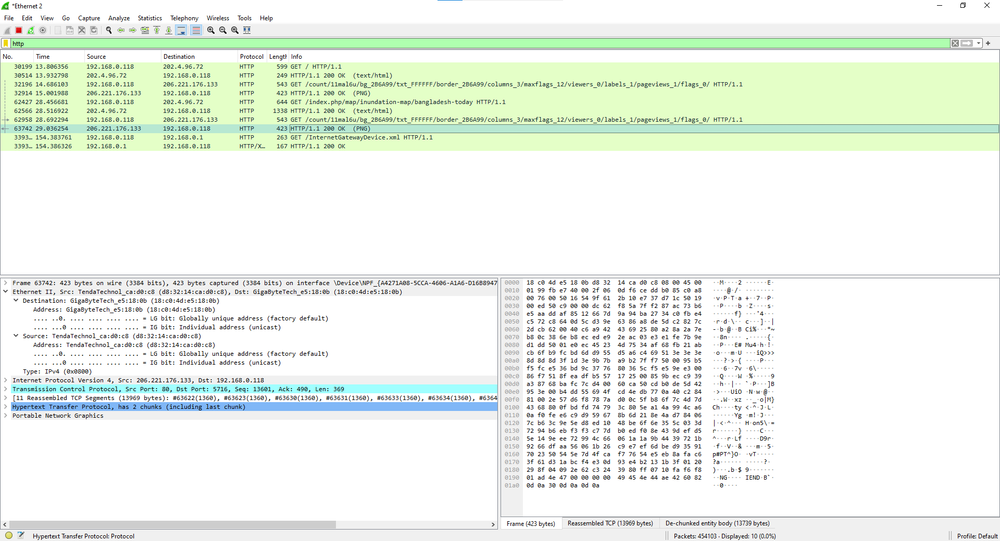 *Ethernet 2
File Edit View Go Capture Analyze Statistics Telephony Wireless Tools Help
http
No. Time Source Destination Protocol Length Info
30199 13.806356 192.168.0.118 202.4.96.72 HTTP 599 GET / HTTP/1.1
30514 13.932798 202.4.96.72 192.168.0.118 HTTP 249 HTTP/1.1 200 OK (text/html)
32196 14.686103 192.168.0.118 206.221.176.133 HTTP 543 GET /count/11mal6u/bg_2B6A99/txt_FFFFFF/border_2B6A99/columns_3/maxflags_12/viewers_0/labels_1/pageviews_1/flags_0/ HTTP/1.1
32914 15.001988 206.221.176.133 192.168.0.118 HTTP 423 HTTP/1.1 200 OK (PNG)
62427 28.456681 192.168.0.118 202.4.96.72 HTTP 644 GET /index.php/map/inundation-map/bangladesh-today HTTP/1.1
62566 28.516922 202.4.96.72 192.168.0.118 HTTP 1338 HTTP/1.1 200 OK (text/html)
62958 28.692294 192.168.0.118 206.221.176.133 HTTP 543 GET /count/11mal6u/bg_2B6A99/txt_FFFFFF/border_2B6A99/columns_3/maxflags_12/viewers_0/labels_1/pageviews_1/flags_0/ HTTP/1.1
63742 29.036254 206.221.176.133 192.168.0.118 HTTP 423 HTTP/1.1 200 OK (PNG)
3393… 154.383761 192.168.0.118 192.168.0.1 HTTP 263 GET /InternetGatewayDevice.xml HTTP/1.1
3393… 154.386326 192.168.0.1 192.168.0.118 HTTP/X… 167 HTTP/1.1 200 OK
Frame 63742: 423 bytes on wire (3384 bits), 423 bytes captured (3384 bits) on interface \Device\NPF_{A4271A08-5CCA-4606-A1A6-D16B8947
Ethernet II, Src: TendaTechnol_ca:d0:c8 (d8:32:14:ca:d0:c8), Dst: GigaByteTech_e5:18:0b (18:c0:4d:e5:18:0b)
Destination: GigaByteTech_e5:18:0b (18:c0:4d:e5:18:0b)
Address: GigaByteTech_e5:18:0b (18:c0:4d:e5:18:0b)
.... ..0. .... .... .... .... = LG bit: Globally unique address (factory default)
.... ...0 .... .... .... .... = IG bit: Individual address (unicast)
Source: TendaTechnol_ca:d0:c8 (d8:32:14:ca:d0:c8)
Address: TendaTechnol_ca:d0:c8 (d8:32:14:ca:d0:c8)
.... ..0. .... .... .... .... = LG bit: Globally unique address (factory default)
.... ...0 .... .... .... .... = IG bit: Individual address (unicast)
Type: IPv4 (0x0800)
Internet Protocol Version 4, Src: 206.221.176.133, Dst: 192.168.0.118
Transmission Control Protocol, Src Port: 80, Dst Port: 5716, Seq: 13601, Ack: 490, Len: 369
[11 Reassembled TCP Segments (13969 bytes): #63622(1360), #63623(1360), #63630(1360), #63631(1360), #63633(1360), #63634(1360), #6364
Hypertext Transfer Protocol, has 2 chunks (including last chunk)
Portable Network Graphics
0000 18 c0 4d e5 18 0b d8 32 14 ca d0 c8 08 00 45 00 ··M····2 ······E·
0010 01 99 fb e7 40 00 2f 06 0d f6 ce dd b0 85 c0 a8 ····@·/· ········
0020 00 76 00 50 16 54 9f 61 2b 10 e7 37 d7 1c 50 19 ·v·P·T·a +··7··P·
0030 00 ed 50 c9 00 00 dc 62 f8 5a 7f f2 87 ac 73 b6 ··P····b ·Z····s·
0040 e5 aa dd af 85 12 66 7d 9a 94 ba 27 34 c0 fb e4 ······f} ···'4···
0050 c5 72 c8 64 0d 5c d3 9e 63 86 a8 de 5d c2 82 7c ·r·d·\·· c···]··|
0060 2d cb 62 00 40 c6 a9 42 43 69 25 80 a2 8a 2a 7e -·b·@··B Ci%···*~
0070 b8 0c 38 6e b8 ec ed e9 2e ac 03 e3 e1 fe 7b 9e ··8n···· .·····{·
0080 d1 dd 50 01 e0 ec 45 23 4d 75 34 af 68 fb 21 ab ··P···E# Mu4·h·!·
0090 cb 6f b9 fc bd 6d d9 55 d5 a6 c4 69 51 3e 3e 3e ·o···m·U ···iQ>>>
00a0 8d 8d 8d 3f 1d 3e 9b 7b a9 b2 7f f7 50 00 95 b5 ···?·>·{ ····P···
00b0 f5 fc e5 36 bd 9c 37 76 80 36 5c f5 e5 9e e3 00 ···6··7v ·6\·····
00c0 86 f7 51 8f ea df b5 57 17 25 00 85 9b ec c9 39 ··Q····W ·%·····9
00d0 a3 87 68 ba fc 7c d4 00 60 ca 50 cd b0 de 5d 42 ··h··|·· `·P···]B
00e0 95 3e 00 b4 dd 55 69 4f cd 4e db 77 0a 40 c2 84 ·>···UiO ·N·w·@··
00f0 81 00 2e 57 d6 f8 78 7a d0 0c 5f b8 6f 7c 4d 7d ··.W··xz ··_·o|M}
0100 43 68 80 0f bd fd 74 79 3c 80 5e a1 4a 99 4c a6 Ch····ty <·^·J·L·
0110 0a f0 fe e6 c9 d9 59 67 8b 6d 21 8e 4a d7 84 06 ······Yg ·m!·J···
0120 7c b6 3c 9e 5e d8 ed 10 48 be 6f 6e 35 5c 03 3d |·<·^··· H·on5\·=
0130 72 94 b6 eb f3 f3 c7 7d b0 ed f0 8e 43 9d ef d5 r······} ····C···
0140 5e 14 9e ee 72 99 4c 66 06 1a 1a 9b 44 39 72 1b ^···r·Lf ····D9r·
0150 92 66 df aa 56 06 1b 26 c9 e7 ef 6d be d9 35 91 ·f··V··& ···m··5·
0160 70 23 50 54 5e 7d 4f ca f7 76 54 e5 eb 8a fa c6 p#PT^}O· ·vT·····
0170 3f 61 d3 1a bc f4 e3 0d 93 e4 b2 13 1b 3f 01 20 ?a······ ·····?·
0180 29 8f 04 09 2e 62 c3 24 39 80 ff 07 10 fa f6 f8 )···.b·$ 9·······
0190 01 ad 4e 47 00 00 00 00 49 45 4e 44 ae 42 60 82 ··NG···· IEND·B`·
01a0 0d 0a 30 0d 0a 0d 0a ··0····
Frame (423 bytes) Reassembled TCP (13969 bytes) De-chunked entity body (13739 bytes)
Hypertext Transfer Protocol: Protocol Packets: 454103 · Displayed: 10 (0.0%) Profile: Default